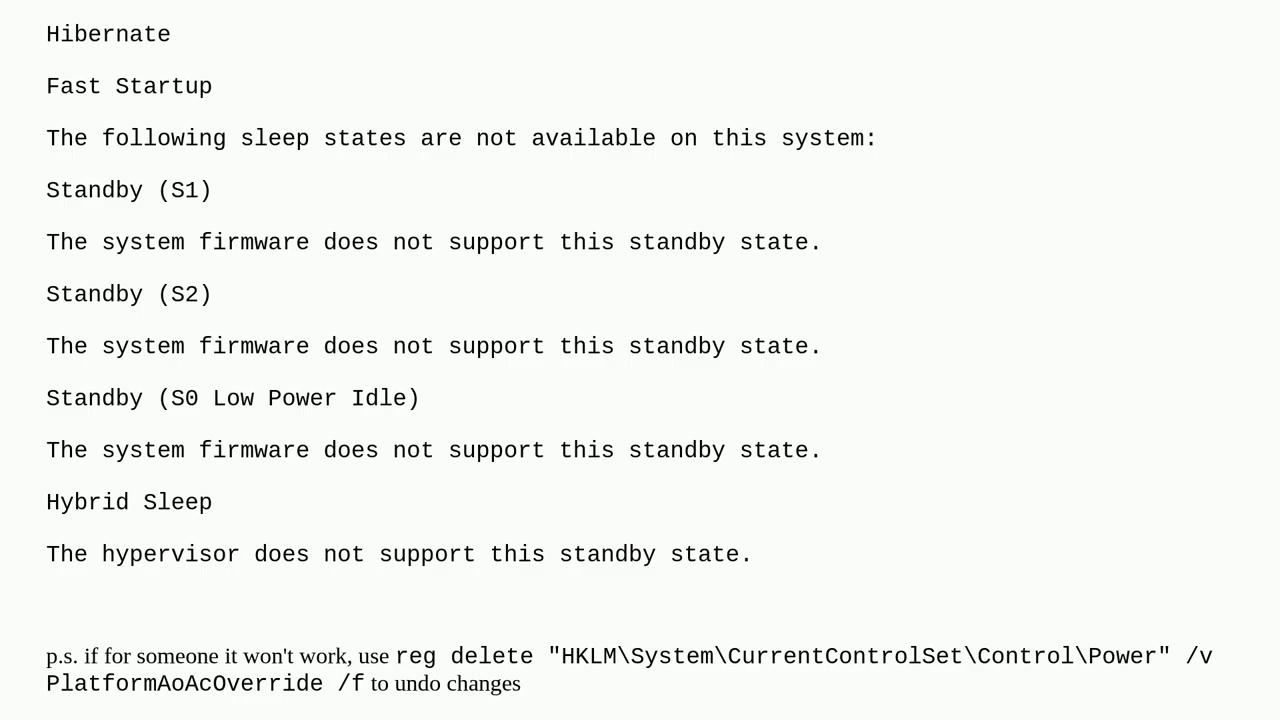 Hibernate
Fast Startup
The following sleep states are not available on this system:
Standby (S1)
The system firmware does not support this standby state.
Standby (S2)
The system firmware does not support this standby state.
Standby (S0 Low Power Idle)
The system firmware does not support this standby state.
Hybrid Sleep
The hypervisor does not support this standby state.
p.s. if for someone it won't work, use reg delete "HKLM\System\CurrentControlSet\Control\Power" /v
PlatformAoAcOverride /f to undo changes